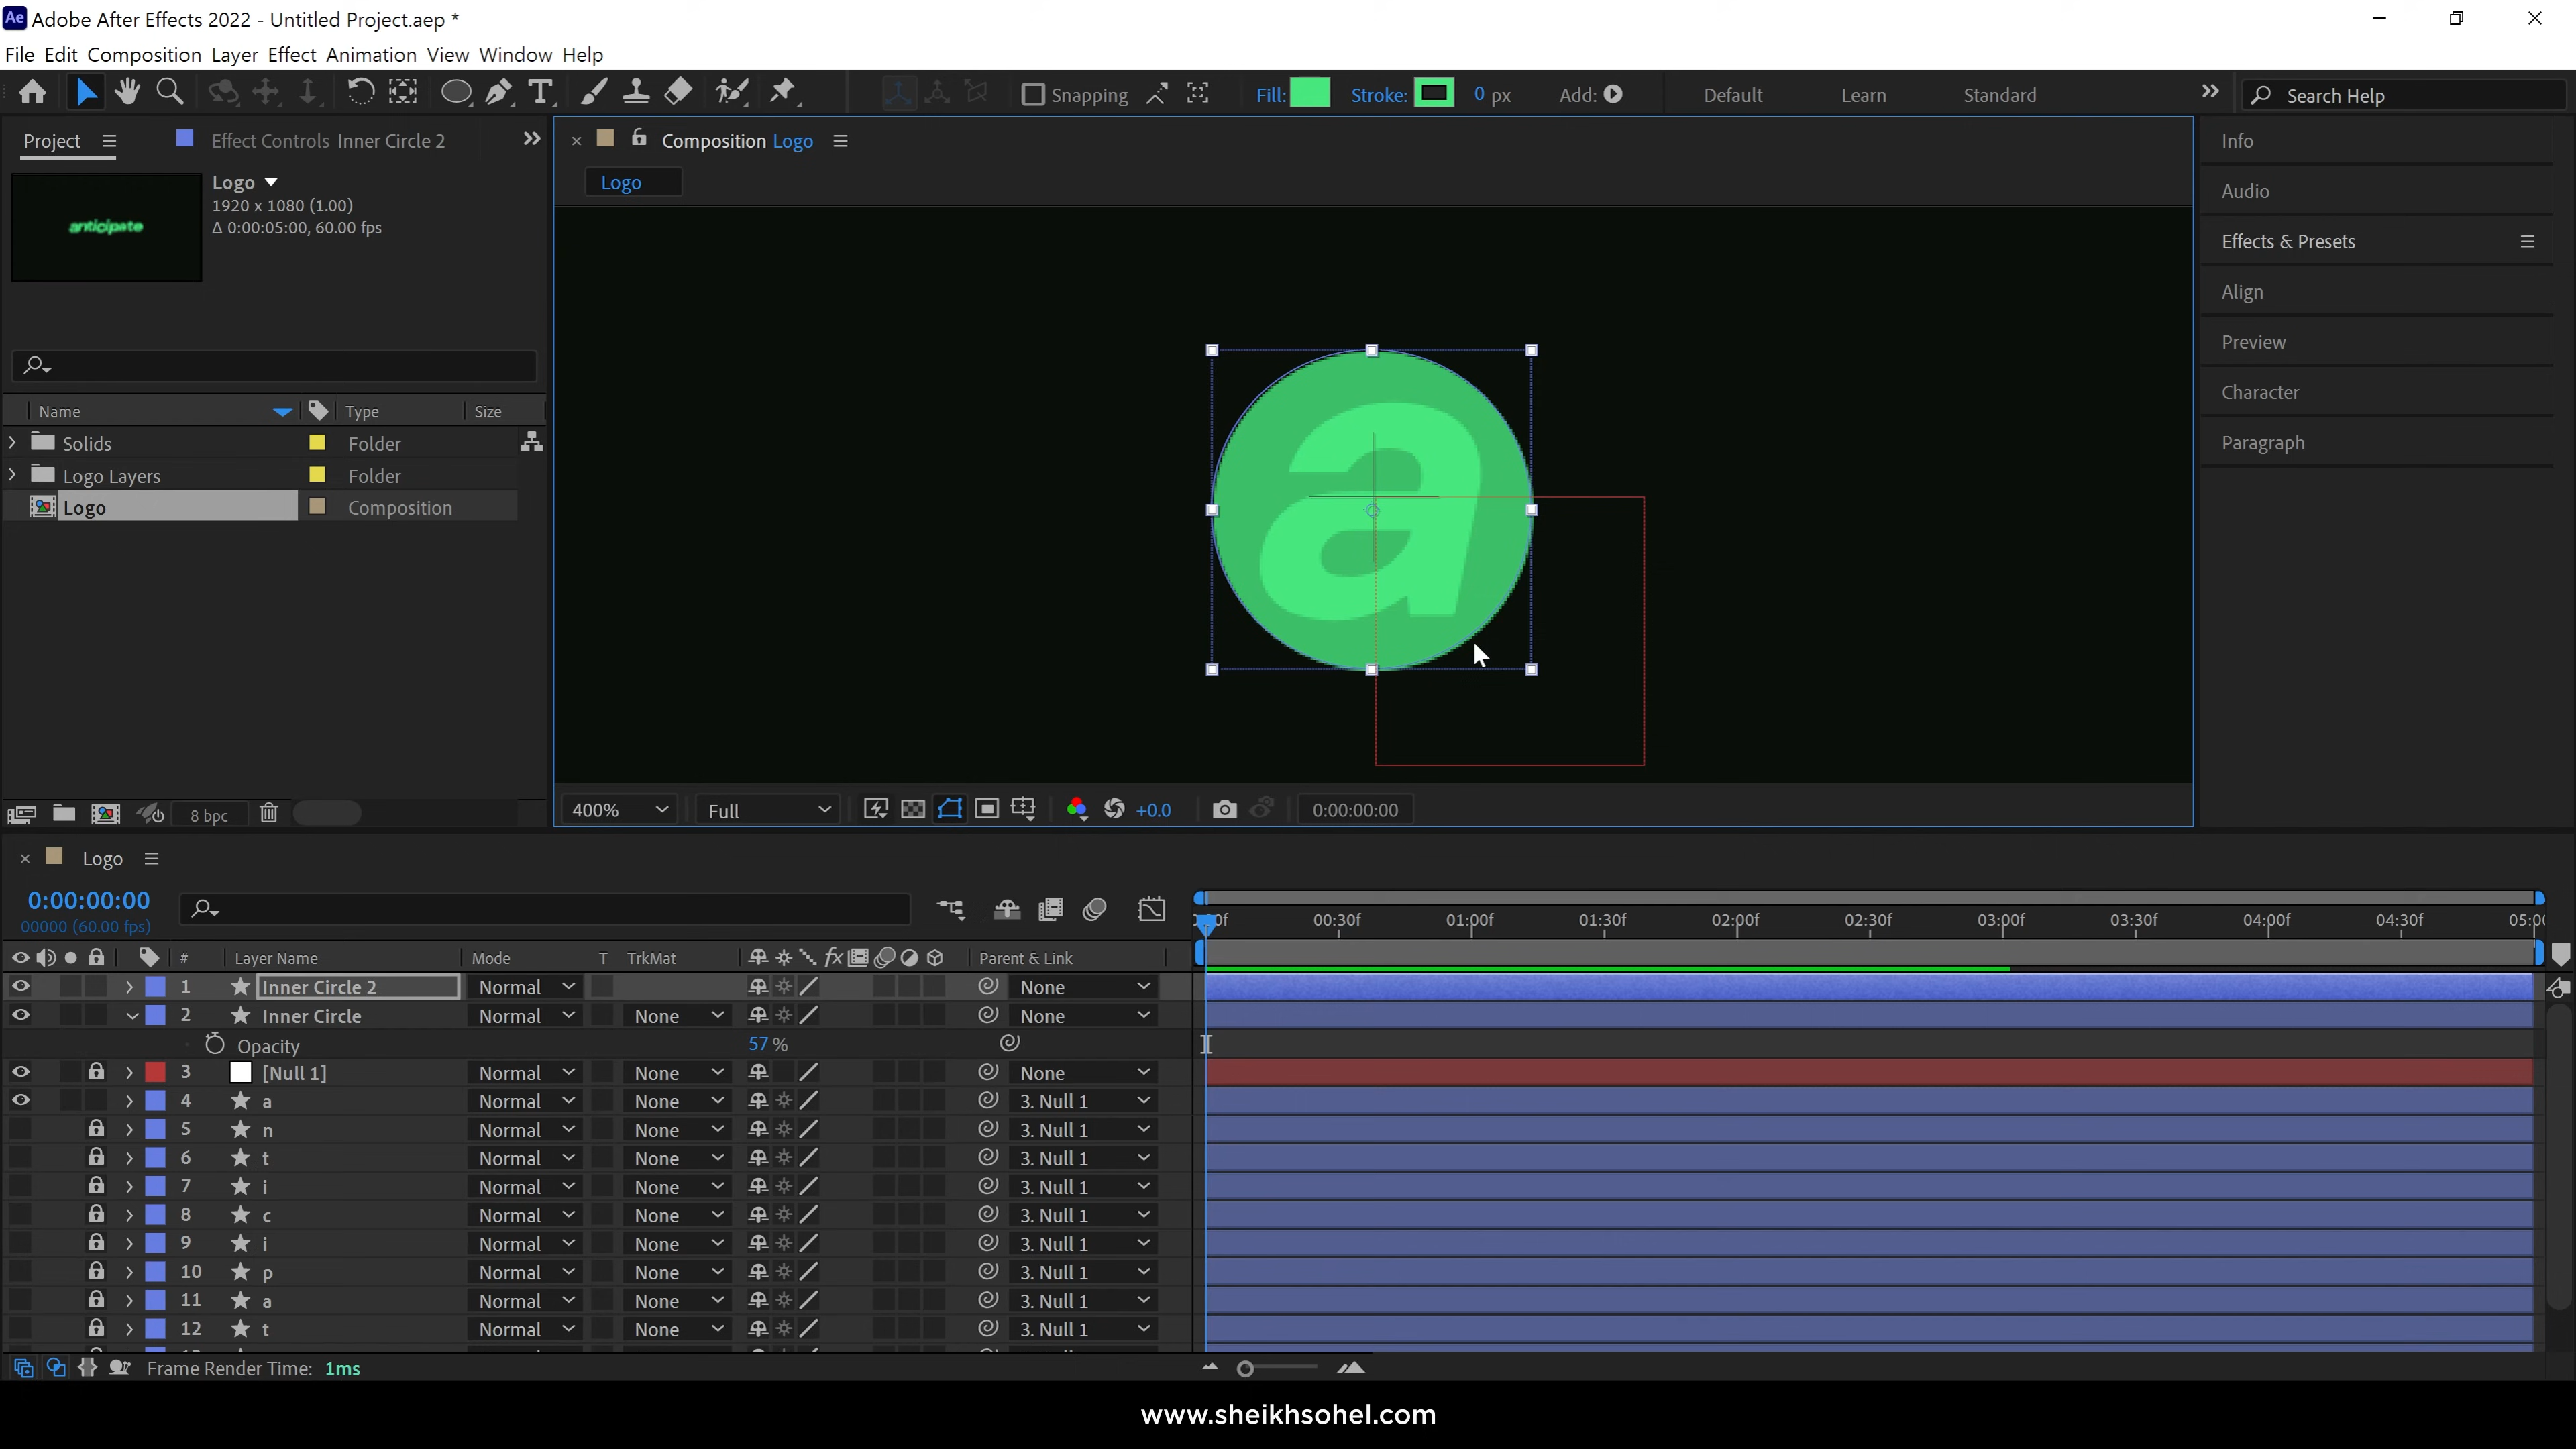 Ae Adobe After Effects 2022 - Untitled Project.aep *
File Edit Composition Layer Effect Animation View Window Help
Snapping Fill: Stroke: 0 px Add: Default Learn Standard Search Help
Project Effect Controls Inner Circle 2
Logo
1920 x 1080 (1.00)
Δ 0:00:05:00, 60.00 fps
anticipate
Name Type Size
Solids Folder
Logo Layers Folder
Logo Composition
8 bpc
Composition Logo
Logo
a
400% Full +0.0 0:00:00:00
Info
Audio
Effects & Presets
Align
Preview
Character
Paragraph
Logo
0:00:00:00
00000 (60.00 fps)
00:30f 01:00f 01:30f 02:00f 02:30f 03:00f 03:30f 04:00f 04:30f
# Layer Name Mode T TrkMat fx Parent & Link
1 Inner Circle 2 Normal None
2 Inner Circle Normal None None
Opacity 57 %
3 [Null 1] Normal None None
4 a Normal None 3. Null 1
5 n Normal None 3. Null 1
6 t Normal None 3. Null 1
7 i Normal None 3. Null 1
8 c Normal None 3. Null 1
9 i Normal None 3. Null 1
10 p Normal None 3. Null 1
11 a Normal None 3. Null 1
12 t Normal None 3. Null 1
Frame Render Time: 1ms
www.sheikhsohel.com